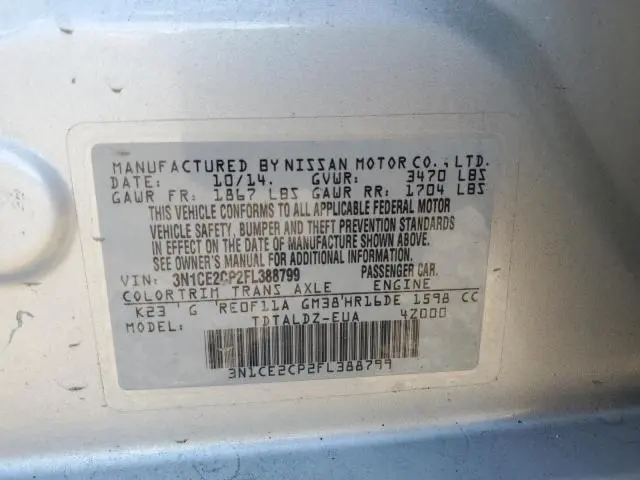 MANUFACTURED BY NISSAN MOTOR CO., LTD.
DATE: 10/14. GVWR: 3470 LBS
GAWR FR: 1867 LBS GAWR RR: 1704 LBS
THIS VEHICLE CONFORMS TO ALL APPLICABLE FEDERAL MOTOR
VEHICLE SAFETY, BUMPER AND THEFT PREVENTION STANDARDS
IN EFFECT ON THE DATE OF MANUFACTURE SHOWN ABOVE.
SEE OWNER'S MANUAL FOR ADDITIONAL INFORMATION.
VIN: 3N1CE2CP2FL388799 PASSENGER CAR.
COLOR TRIM TRANS AXLE ENGINE
K23 G RE0F11A GM38 HR16DE 1598 CC
MODEL: TDTALDZ-EUA 4Z000
3N1CE2CP2FL388799